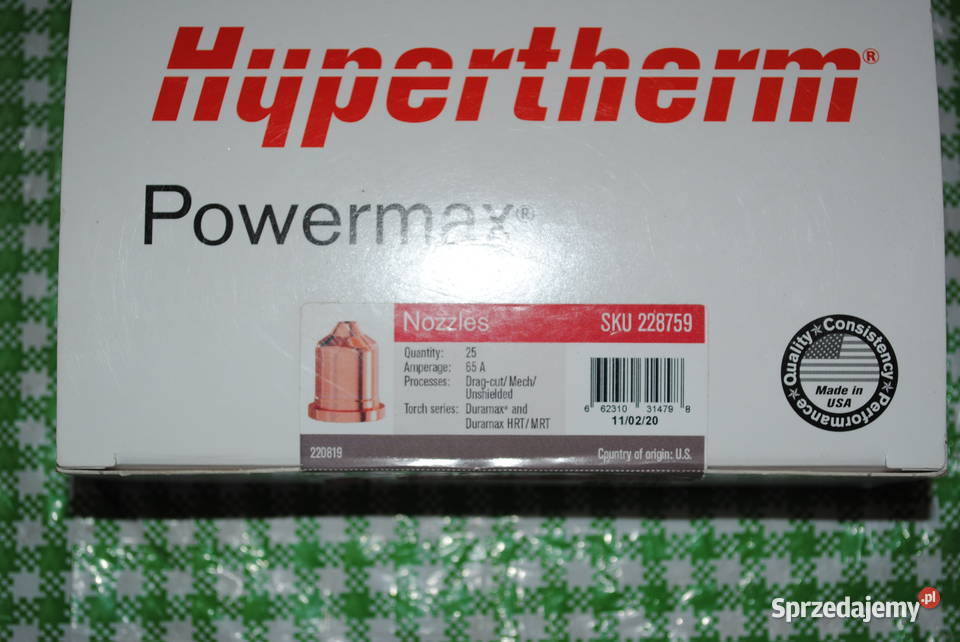 Hypertherm®
Powermax®
Nozzles SKU 228759
Quantity: 25
Amperage: 65 A
Processes: Drag-cut/Mech/
Unshielded
Torch series: Duramax® and
Duramax HRT/MRT
6 62310 31479 8
11/02/20
220819 Country of origin: U.S.
Quality Consistency Performance
Made in
USA
Sprzedajemy.pl